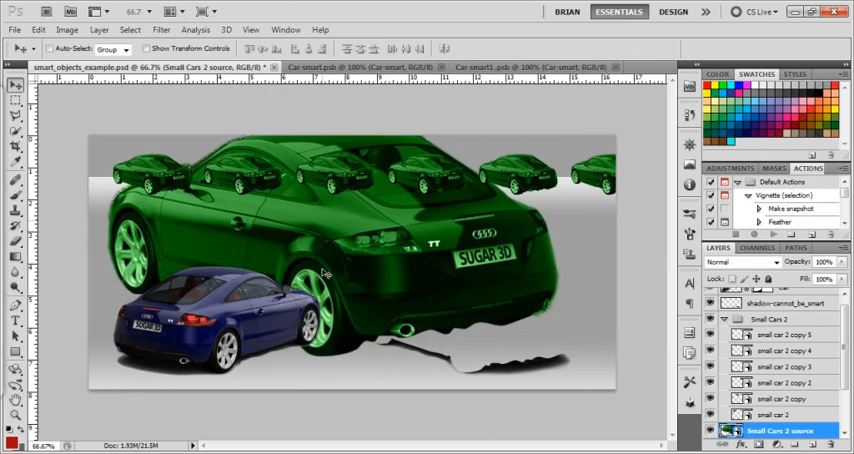 Ps 66.7 BRIAN ESSENTIALS DESIGN >> CS Live
File Edit Image Layer Select Filter Analysis 3D View Window Help
Auto-Select: Group Show Transform Controls
smart_objects_example.psd @ 66.7% (Small Cars 2 source, RGB/8) * Car-smart.psb @ 100% (Car-smart, RGB/8) Car-smart1..psb @ 100% (Car-smart, RGB/8)
COLOR SWATCHES STYLES
ADJUSTMENTS MASKS ACTIONS
Default Actions
Vignette (selection)
Make snapshot
Feather
LAYERS CHANNELS PATHS
Normal Opacity: 100%
Lock: Fill: 100%
Car
shadow-cannot_be_smart
Small Cars 2
small car 2 copy 5
small car 2 copy 4
small car 2 copy 3
small car 2 copy 2
small car 2 copy
small car 2
Small Cars 2 source
TT
SUGAR 3D
TT
SUGAR 3D
66.67% Doc: 1.93M/21.5M